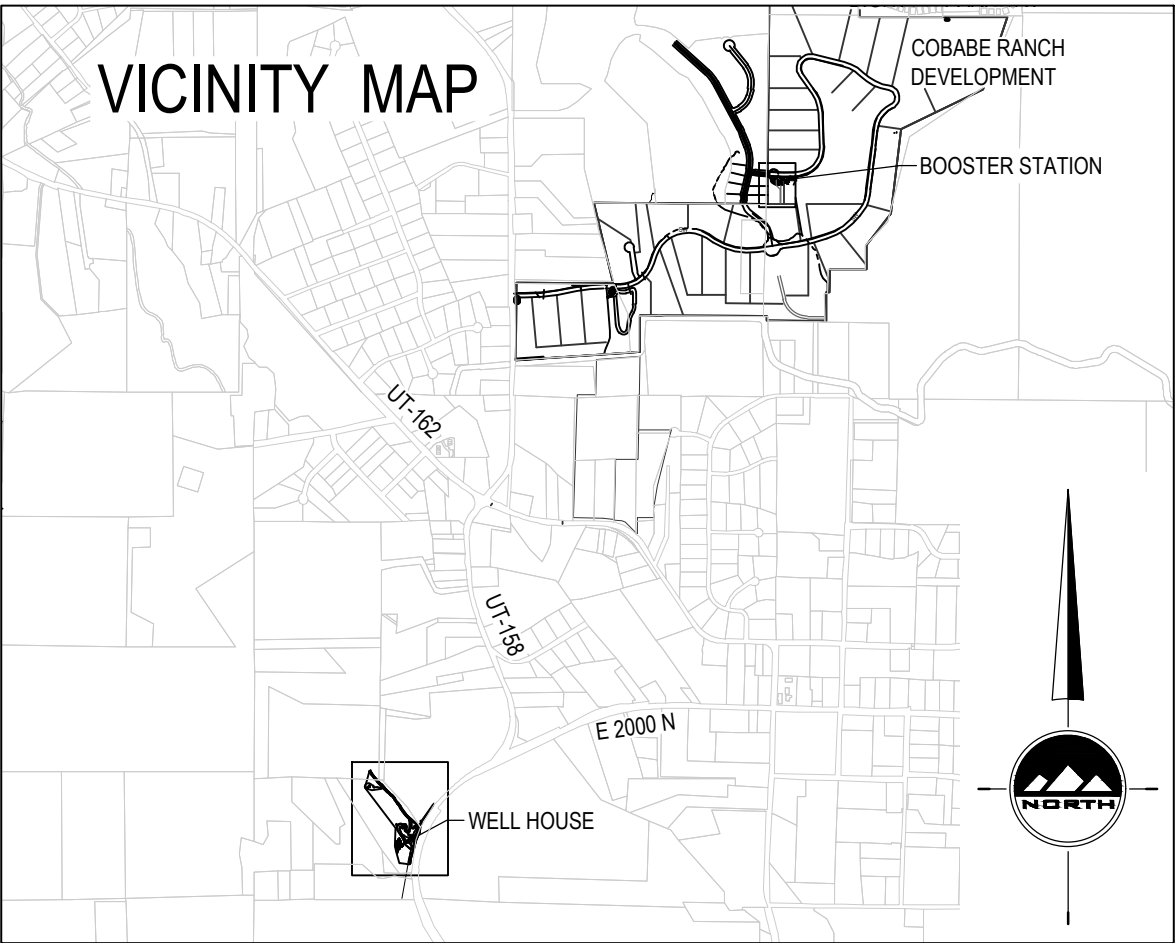 VICINITY MAP
COBABE RANCH
DEVELOPMENT
BOOSTER STATION
UT-162
UT-158
E 2000 N
WELL HOUSE
NORTH